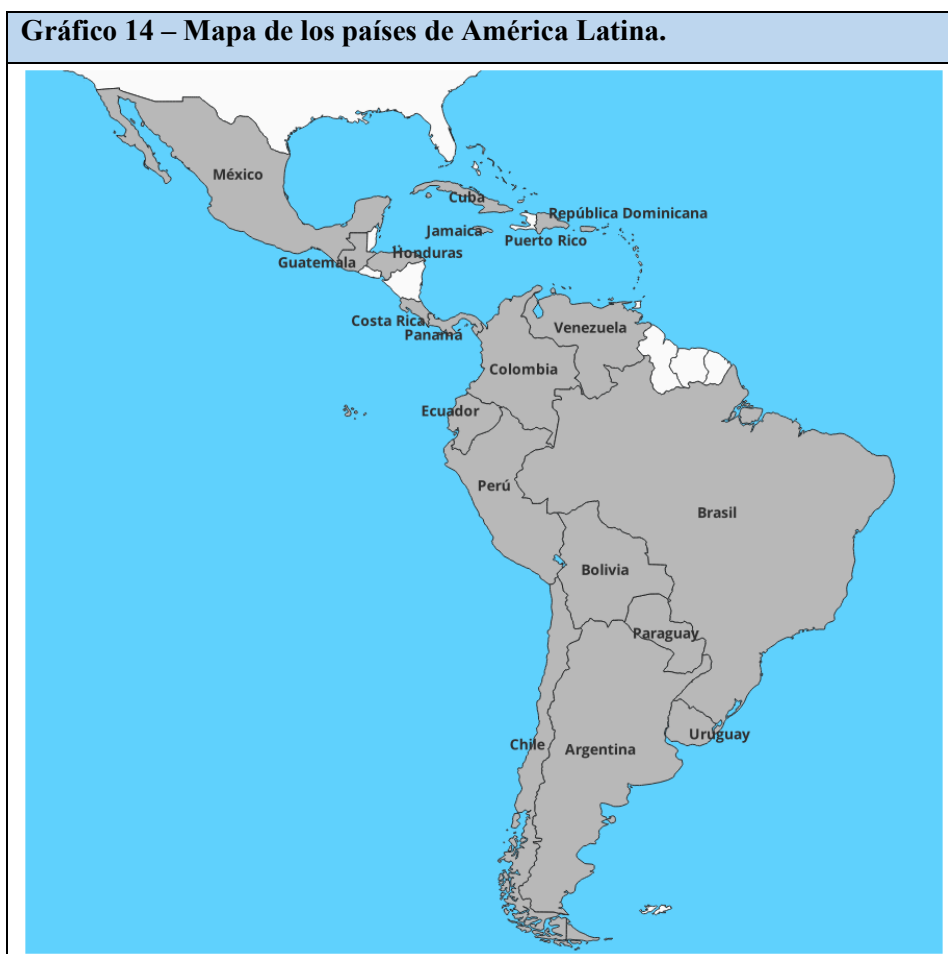 Gráfico 14 – Mapa de los países de América Latina.
México
Cuba
República Dominicana
Jamaica
Puerto Rico
Honduras
Guatemala
Costa Rica
Panamá
Venezuela
Colombia
Ecuador
Perú
Brasil
Bolivia
Paraguay
Uruguay
Chile
Argentina